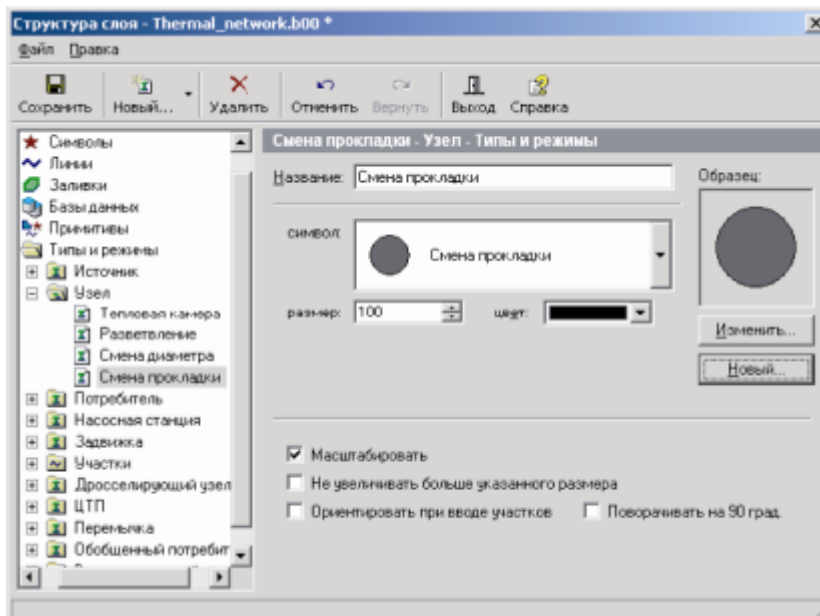 Структура слоя - Thermal_network.b00 *
Файл Правка
Сохранить Новый... Удалить Отменить Вернуть Выход Справка
Символы
Линии
Заливки
Базы данных
Примитивы
Типы и режимы
Источник
Узел
Тепловая камера
Разветвление
Смена диаметра
Смена прокладки
Потребитель
Насосная станция
Задвижка
Участки
Дросселирующий узел
ЦТП
Перемычка
Обобщенный потребит
Смена прокладки - Узел - Типы и режимы
Название: Смена прокладки
Образец:
символ: Смена прокладки
размер: 100 цвет:
Изменить...
Новый...
Масштабировать
Не увеличивать больше указанного размера
Ориентировать при вводе участков Поворачивать на 90 град.